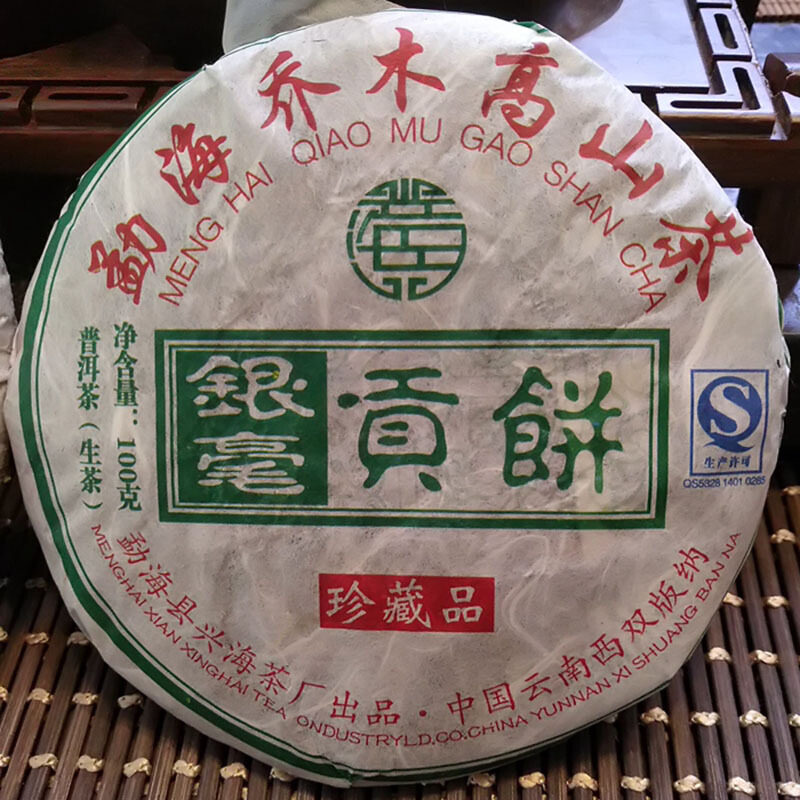 勐海乔木高山茶
MENG HAI QIAO MU GAO SHAN CHA
銀毫
貢餅
净含量：100克
普洱茶（生茶）
S
生产许可
QS5328 1401 0285
珍藏品
勐海县兴海茶厂出品·中国云南西双版纳
MENGHAI XIAN XINGHAI TEA ONDUSTRYLD.CO.CHINA YUNNAN XI SHUANG BAN NA